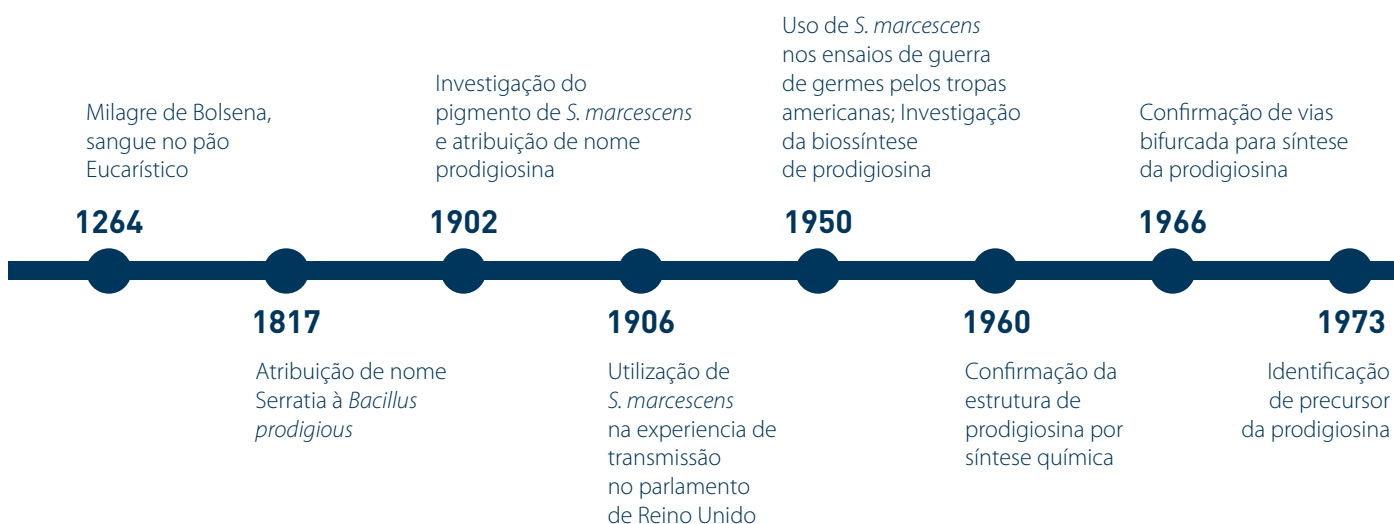 1264
Milagre de Bolsena,
sangue no pão
Eucarístico
1817
Atribuição de nome
Serratia à Bacillus
prodigious
1902
Investigação do
pigmento de S. marcescens
e atribuição de nome
prodigiosina
1906
Utilização de
S. marcescens
na experiencia de
transmissão
no parlamento
de Reino Unido
1950
Uso de S. marcescens
nos ensaios de guerra
de germes pelos tropas
americanas; Investigação
da biossíntese
de prodigiosina
1960
Confirmação da
estrutura de
prodigiosina por
síntese química
1966
Confirmação de vias
bifurcada para síntese
da prodigiosina
1973
Identificação
de precursor
da prodigiosina